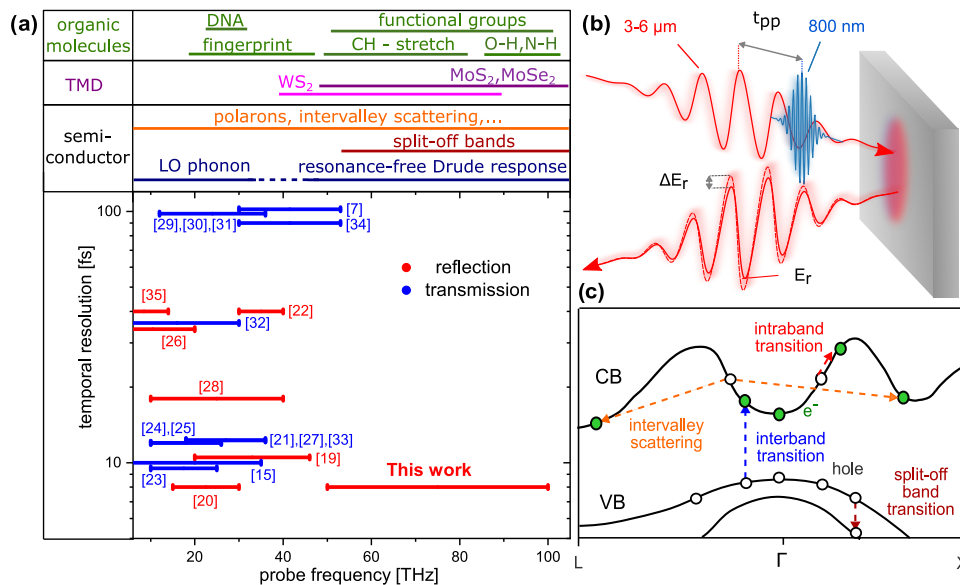 (a)
organic
molecules
DNA
fingerprint
functional groups
CH - stretch
O-H,N-H
TMD
WS₂
MoS₂,MoSe₂
semi-
conductor
polarons, intervalley scattering,...
split-off bands
LO phonon
resonance-free Drude response
100
10
temporal resolution [fs]
[7]
[29],[30],[31]
[34]
reflection
transmission
[35]
[22]
[32]
[26]
[28]
[24],[25]
[21],[27],[33]
[19]
[23]
[15]
[20]
This work
20
40
60
80
100
probe frequency [THz]
(b)
tpp
3-6 µm
800 nm
ΔEr
Er
(c)
CB
intraband
transition
e⁻
intervalley
scattering
interband
transition
hole
split-off
band
transition
VB
L
Γ
X